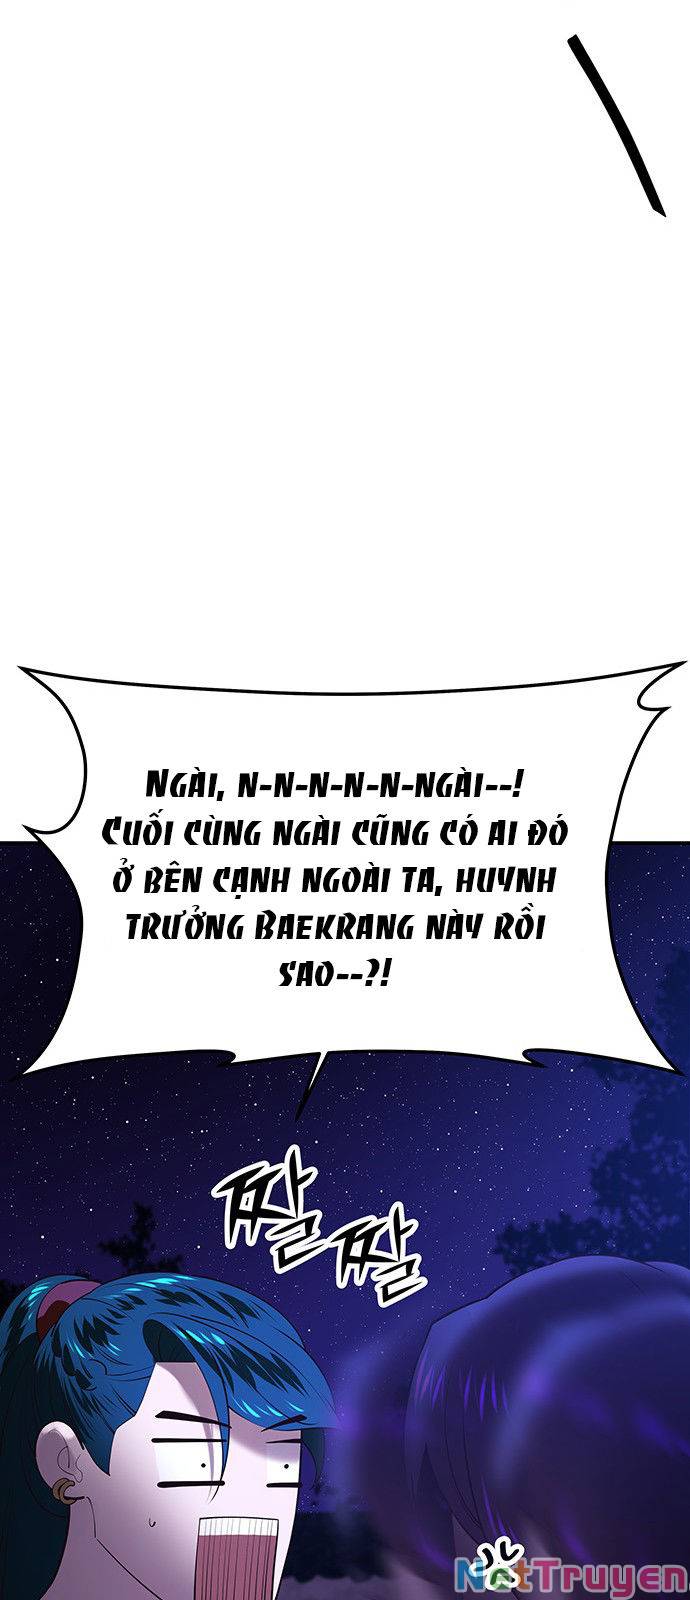 Ngài, n-n-n-n-n-ngài--!
Cuối cùng ngài cũng có ai đó
ở bên cạnh ngoài ta, huynh
trưởng Baekrang này rồi
sao--?!
짤
짤
NetTruyen